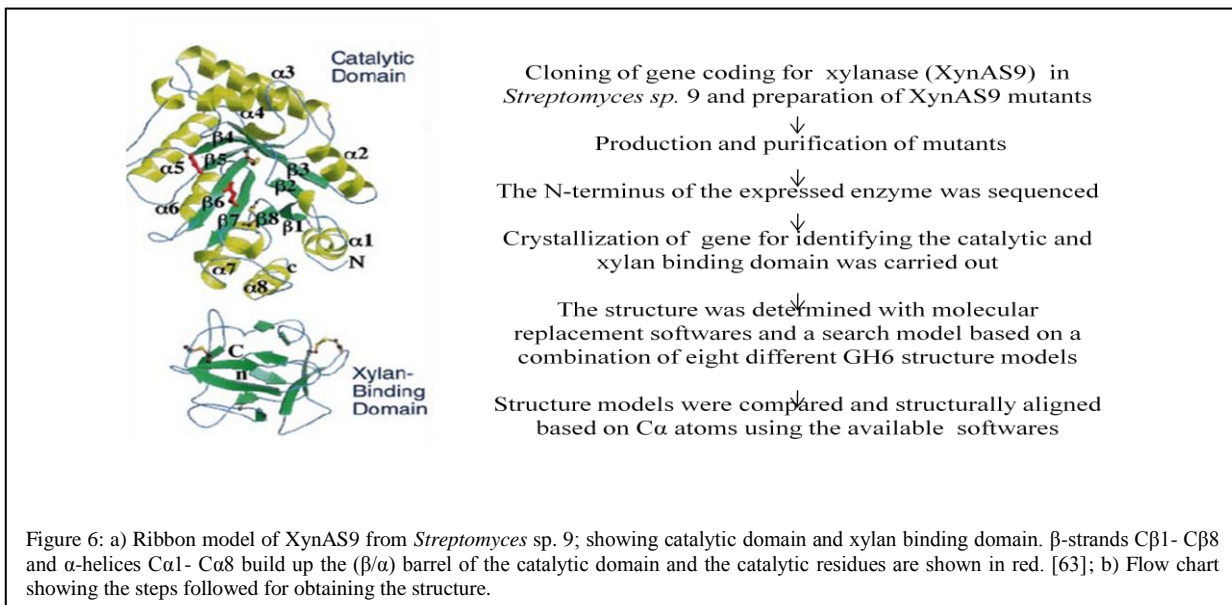 Catalytic
Domain
α3
α4
β4
α2
β5
α5
β3
β2
α6
β6
β7
β8
β1
α1
N
α7
c
α8
C
n
Xylan-
Binding
Domain
Cloning of gene coding for xylanase (XynAS9) in
Streptomyces sp. 9 and preparation of XynAS9 mutants
↓
Production and purification of mutants
↓
The N-terminus of the expressed enzyme was sequenced
↓
Crystallization of gene for identifying the catalytic and
xylan binding domain was carried out
↓
The structure was determined with molecular
replacement softwares and a search model based on a
combination of eight different GH6 structure models
↓
Structure models were compared and structurally aligned
based on Cα atoms using the available softwares
Figure 6: a) Ribbon model of XynAS9 from Streptomyces sp. 9; showing catalytic domain and xylan binding domain. β-strands Cβ1- Cβ8
and α-helices Cα1- Cα8 build up the (β/α) barrel of the catalytic domain and the catalytic residues are shown in red. [63]; b) Flow chart
showing the steps followed for obtaining the structure.